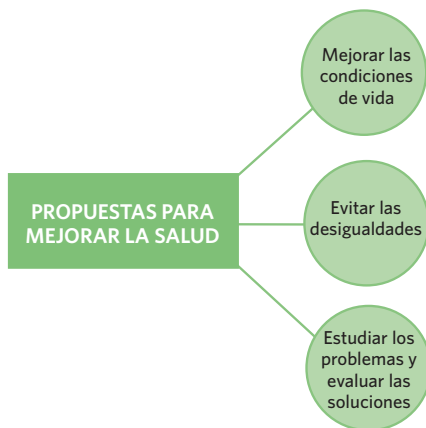 Mejorar las
condiciones
de vida
PROPUESTAS PARA
MEJORAR LA SALUD
Evitar las
desigualdades
Estudiar los
problemas y
evaluar las
soluciones